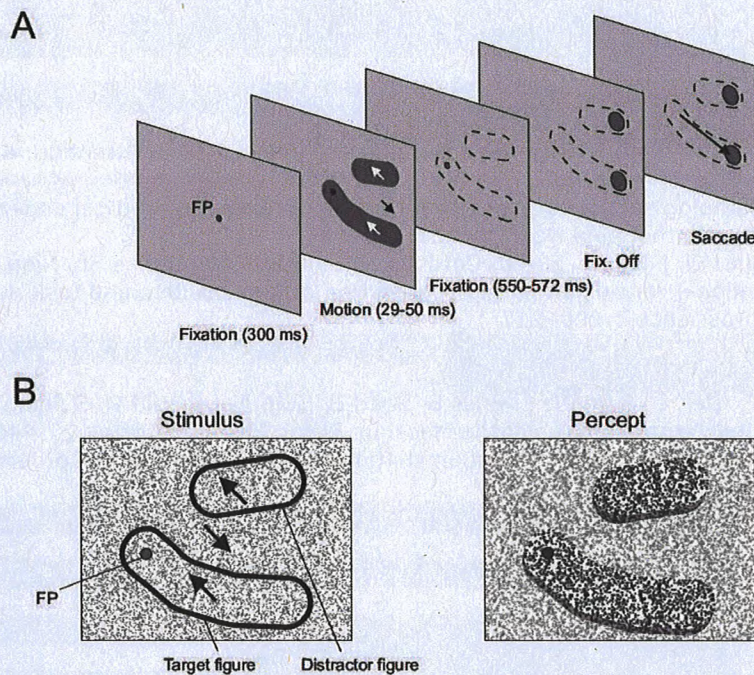 A
FP
Saccade
Fix. Off
Fixation (550-572 ms)
Motion (29-50 ms)
Fixation (300 ms)
B
Stimulus
Percept
FP
Target figure
Distractor figure